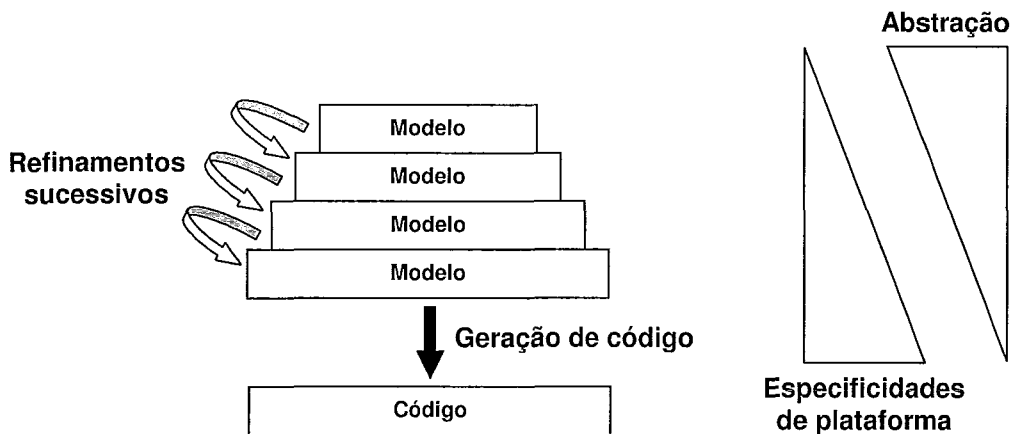 Abstração
Modelo
Refinamentos
sucessivos
Modelo
Modelo
Modelo
Geração de código
Código
Especificidades
de plataforma